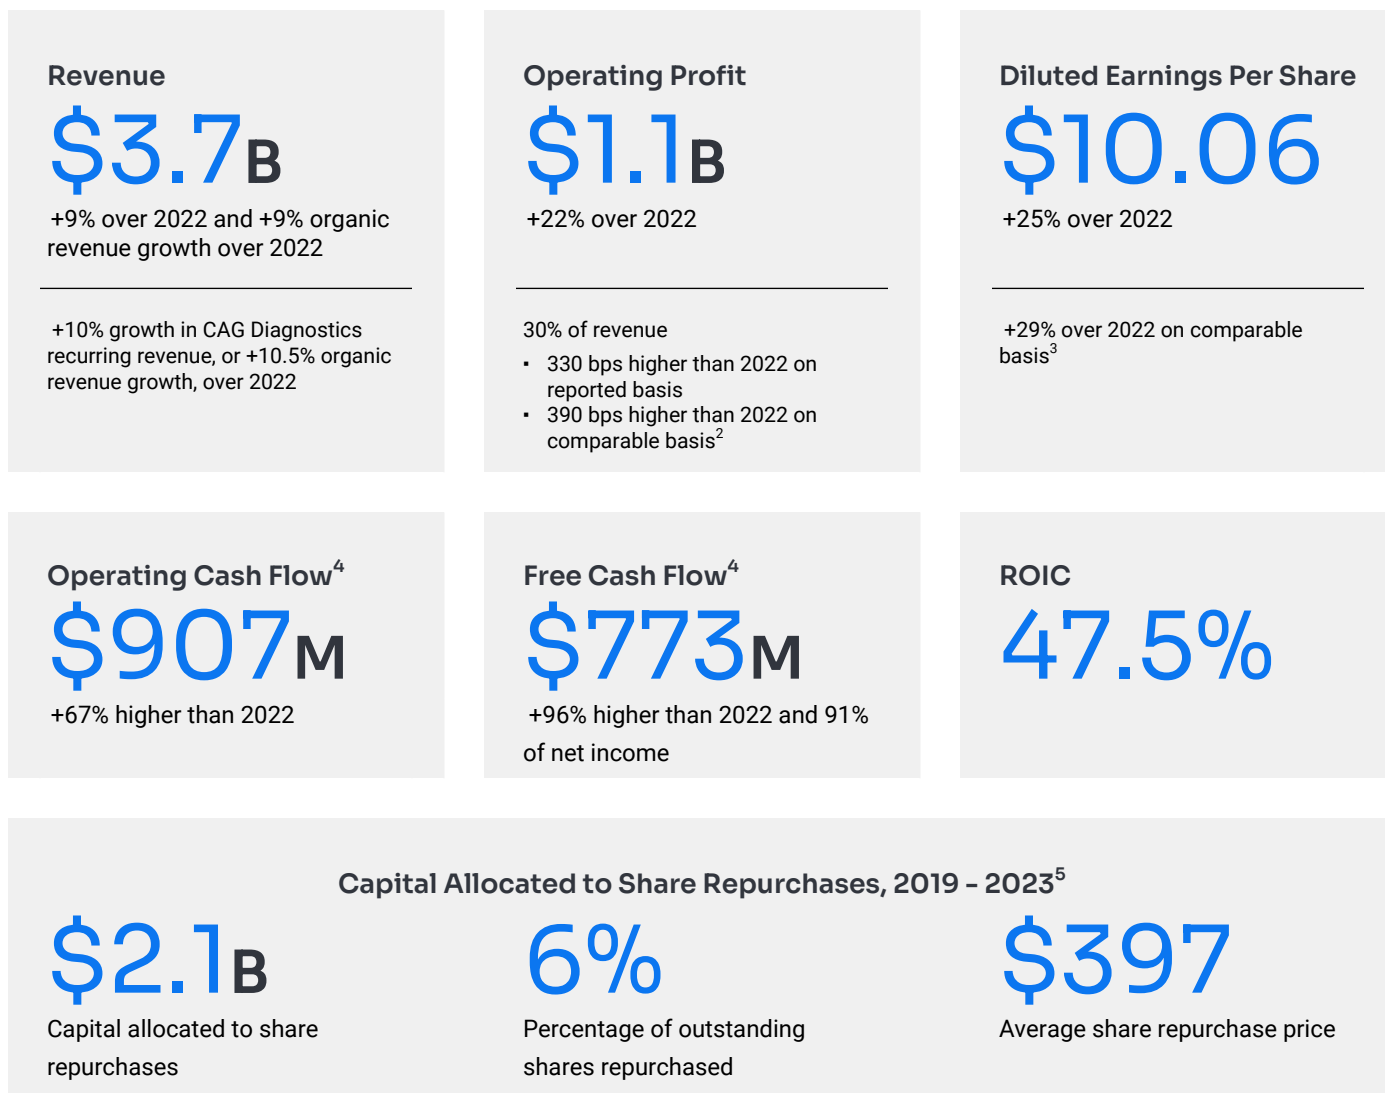 Revenue
$3.7B
+9% over 2022 and +9% organic
revenue growth over 2022
+10% growth in CAG Diagnostics
recurring revenue, or +10.5% organic
revenue growth, over 2022
Operating Profit
$1.1B
+22% over 2022
30% of revenue
▪ 330 bps higher than 2022 on
reported basis
▪ 390 bps higher than 2022 on
comparable basis2
Diluted Earnings Per Share
$10.06
+25% over 2022
+29% over 2022 on comparable
basis3
Operating Cash Flow4
$907M
+67% higher than 2022
Free Cash Flow4
$773M
+96% higher than 2022 and 91%
of net income
ROIC
47.5%
Capital Allocated to Share Repurchases, 2019 - 20235
$2.1B
Capital allocated to share
repurchases
6%
Percentage of outstanding
shares repurchased
$397
Average share repurchase price